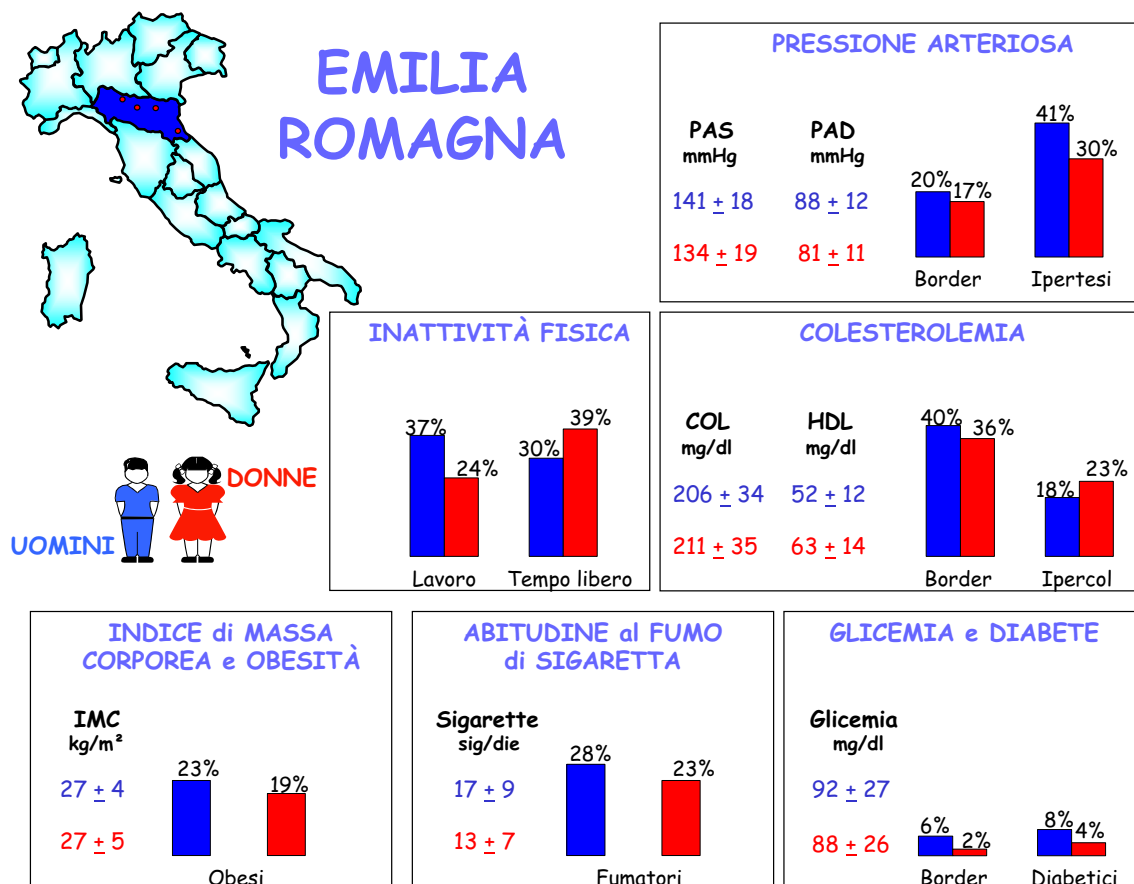 EMILIA
ROMAGNA
UOMINI
DONNE
PRESSIONE ARTERIOSA
PAS PAD
mmHg mmHg
141 ± 18 88 ± 12
134 ± 19 81 ± 11
20% 17% 41% 30%
Border Ipertesi
INATTIVITÀ FISICA
37% 24% 30% 39%
Lavoro Tempo libero
COLESTEROLEMIA
COL HDL
mg/dl mg/dl
206 ± 34 52 ± 12
211 ± 35 63 ± 14
40% 36% 18% 23%
Border Ipercol
INDICE di MASSA
CORPOREA e OBESITÀ
IMC
kg/m²
27 ± 4
27 ± 5
23% 19%
Obesi
ABITUDINE al FUMO
di SIGARETTA
Sigarette
sig/die
17 ± 9
13 ± 7
28% 23%
Fumatori
GLICEMIA e DIABETE
Glicemia
mg/dl
92 ± 27
88 ± 26
6% 2% 8% 4%
Border Diabetici